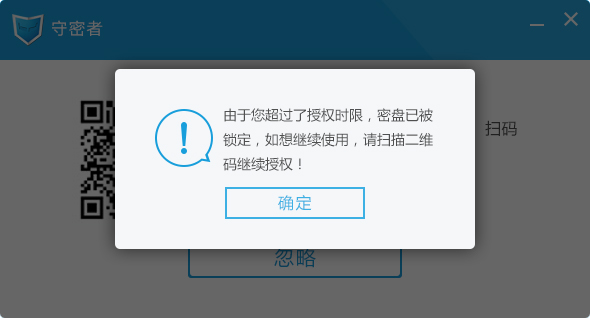 守密者
由于您超过了授权时限，密盘已被
锁定，如想继续使用，请扫描二维
码继续授权！
扫码
确定
忽略